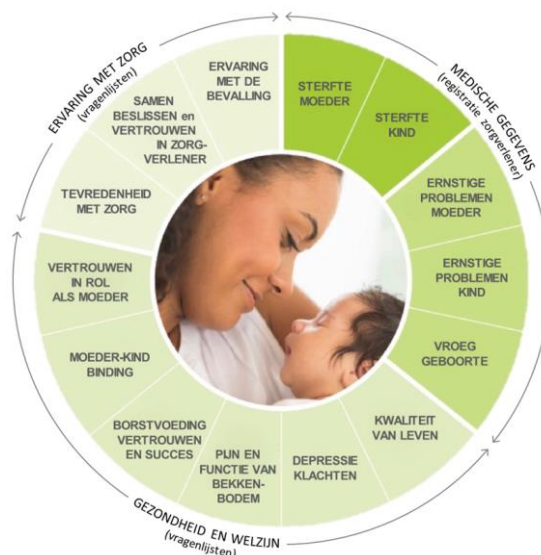 ERVARING MET ZORG
(vragenlijsten)
MEDISCHE GEGEVENS
(registratie zorgverlener)
STERFTE
MOEDER
STERFTE
KIND
ERNSTIGE
PROBLEMEN
MOEDER
ERNSTIGE
PROBLEMEN
KIND
VROEG
GEBOORTE
KWALITEIT
VAN LEVEN
DEPRESSIE
KLACHTEN
PIJN EN
FUNCTIE VAN
BEKKEN-
BODEM
BORSTVOEDING
VERTROUWEN
EN SUCCES
MOEDER-KIND
BINDING
VERTROUWEN
IN ROL
ALS MOEDER
TEVREDENHEID
MET ZORG
SAMEN
BESLISSEN en
VERTROUWEN
IN ZORG-
VERLENER
ERVARING
MET DE
BEVALLING
GEZONDHEID EN WELZIJN
(vragenlijsten)